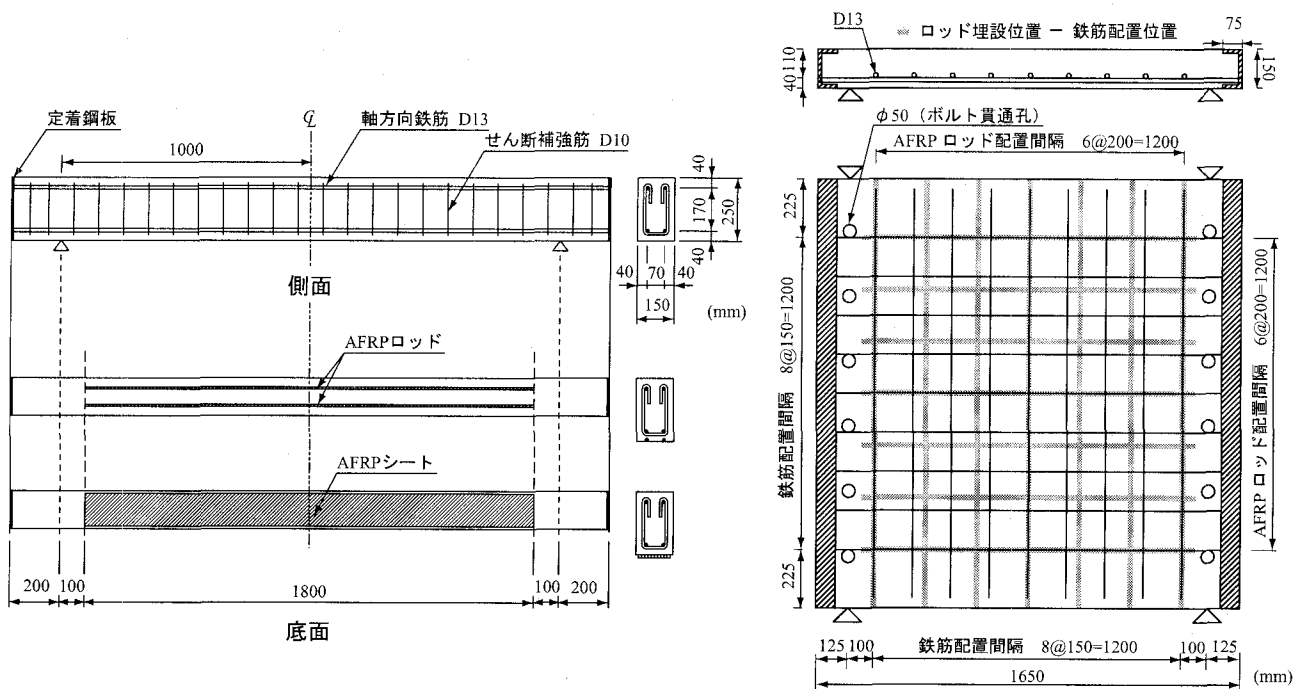 定着鋼板
1000
℄
軸方向鉄筋 D13
せん断補強筋 D10
側面
40
170
40
250
40
70
40
150
(mm)
AFRPロッド
AFRPシート
200
100
1800
100
200
底面
D13
ロッド埋設位置 － 鉄筋配置位置
75
110
40
150
φ50 (ボルト貫通孔)
AFRP ロッド配置間隔 6@200=1200
225
鉄筋配置間隔 8@150=1200
225
AFRP ロッド配置間隔 6@200=1200
125
100
鉄筋配置間隔 8@150=1200
100
125
1650
(mm)